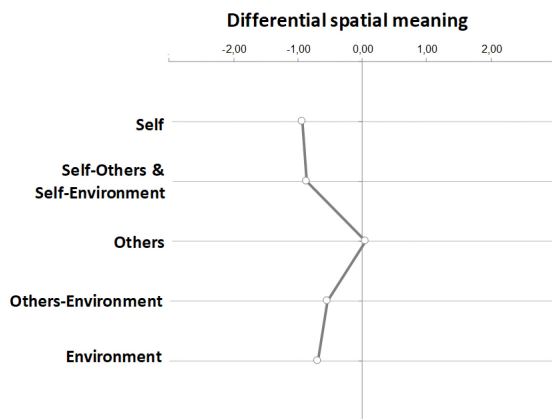 Differential spatial meaning
-2,00 -1,00 0,00 1,00 2,00
Self
Self-Others &
Self-Environment
Others
Others-Environment
Environment